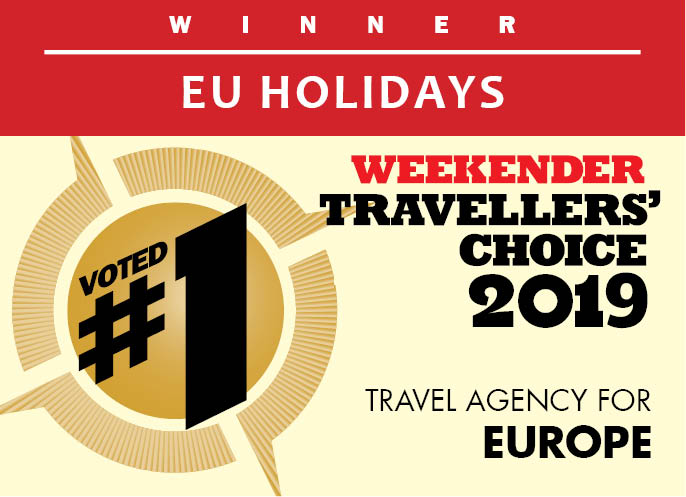 WINNER
EU HOLIDAYS
VOTED
#1
WEEKENDER
TRAVELLERS'
CHOICE
2019
TRAVEL AGENCY FOR
EUROPE